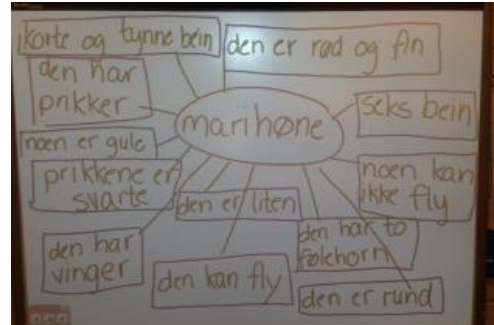 korte og tynne bein
den er rød og fin
den har
prikker
marihøne
seks bein
noen er gule
prikkene er
svarte
noen kan
ikke fly
den er liten
den har
vinger
den kan fly
den har to
følehorn
den er rund